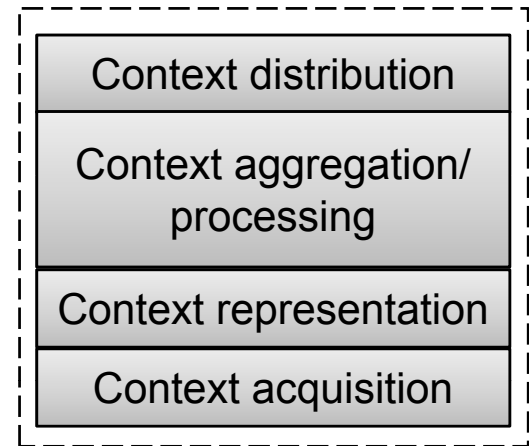 Context distribution
Context aggregation/
processing
Context representation
Context acquisition